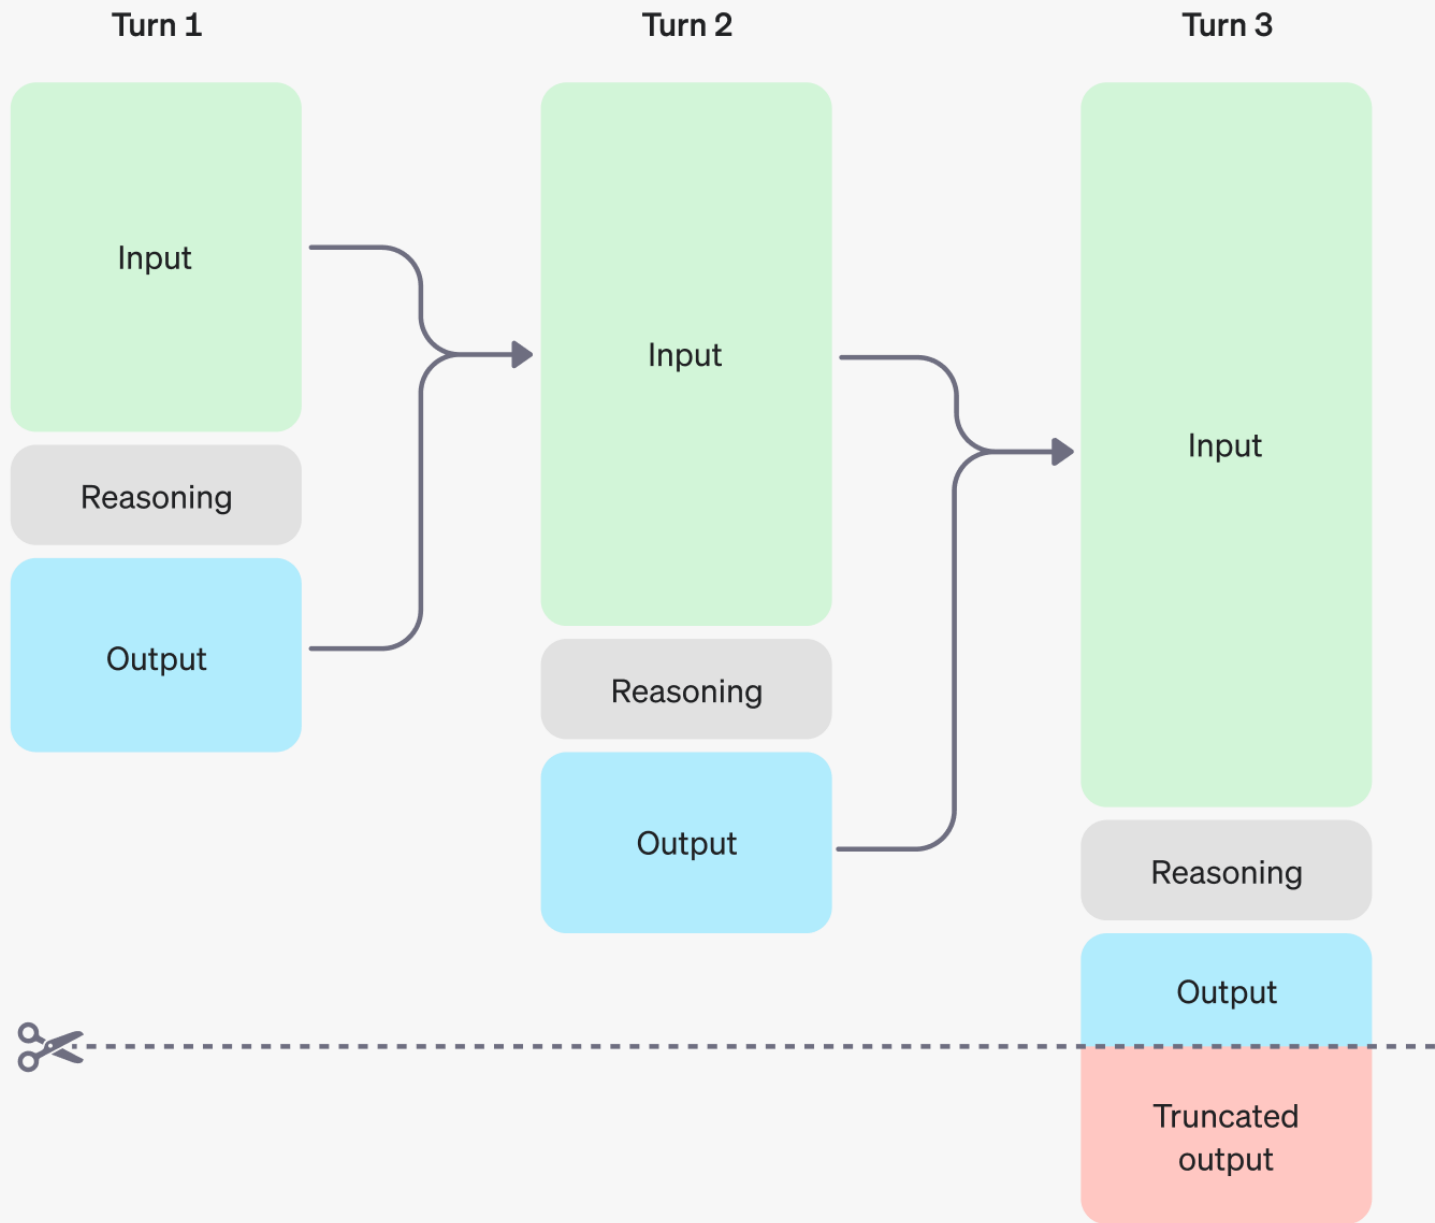 Turn 1
Turn 2
Turn 3
Input
Reasoning
Output
Input
Reasoning
Output
Input
Reasoning
Output
Truncated
output